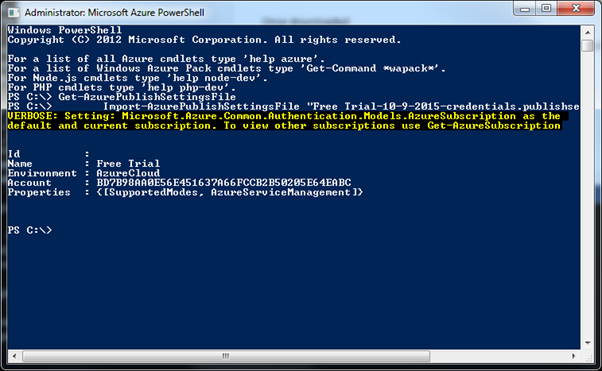 Administrator: Microsoft Azure PowerShell
Windows PowerShell
Copyright (C) 2012 Microsoft Corporation. All rights reserved.
For a list of all Azure cmdlets type 'help azure'.
For a list of Windows Azure Pack cmdlets type 'Get-Command *wapack*'.
For Node.js cmdlets type 'help node-dev'.
For PHP cmdlets type 'help php-dev'.
PS C:\> Get-AzurePublishSettingsFile
PS C:\>     Import-AzurePublishSettingsFile "Free Trial-10-9-2015-credentials.publishse
VERBOSE: Setting: Microsoft.Azure.Common.Authentication.Models.AzureSubscription as the
default and current subscription. To view other subscriptions use Get-AzureSubscription
Id          :
Name        : Free Trial
Environment : AzureCloud
Account     : BD7B98AA0E56E451637A66FCCB2B50205E64EABC
Properties  : {[SupportedModes, AzureServiceManagement]}
PS C:\>